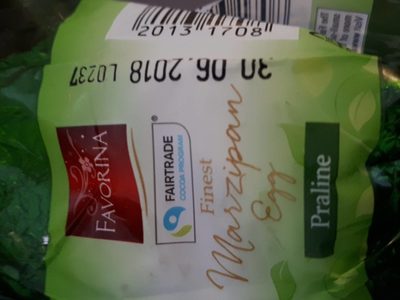 FAVORINA
FAIRTRADE
COCOA PROGRAM
Finest
Marzipan
Egg
Praline
30.06.2018 L0237
2013 1708